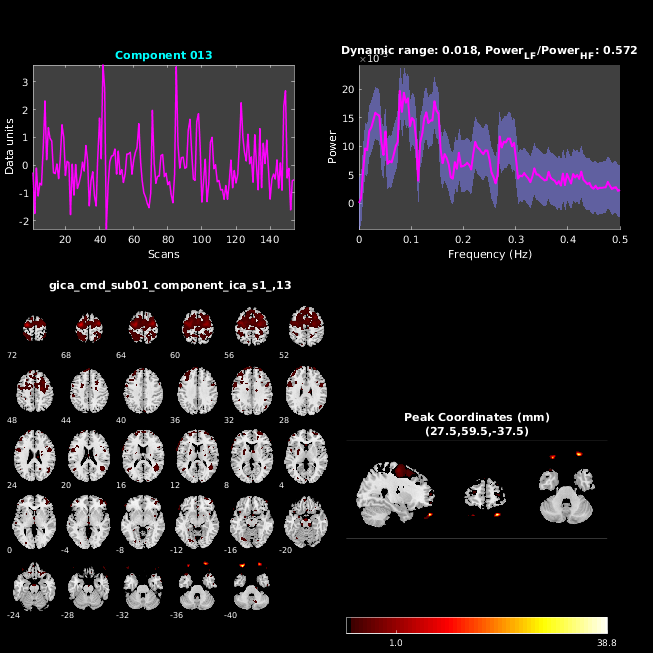 Component 013
Data units
3
2
1
0
-1
-2
20 40 60 80 100 120 140
Scans
Dynamic range: 0.018, Power_LF/Power_HF: 0.572
Power
20
15
10
5
0
0 0.1 0.2 0.3 0.4 0.5
Frequency (Hz)
gica_cmd_sub01_component_ica_s1_,13
72 68 64 60 56 52
48 44 40 36 32 28
24 20 16 12 8 4
0 -4 -8 -12 -16 -20
-24 -28 -32 -36 -40
Peak Coordinates (mm)
(27.5,59.5,-37.5)
1.0 38.8